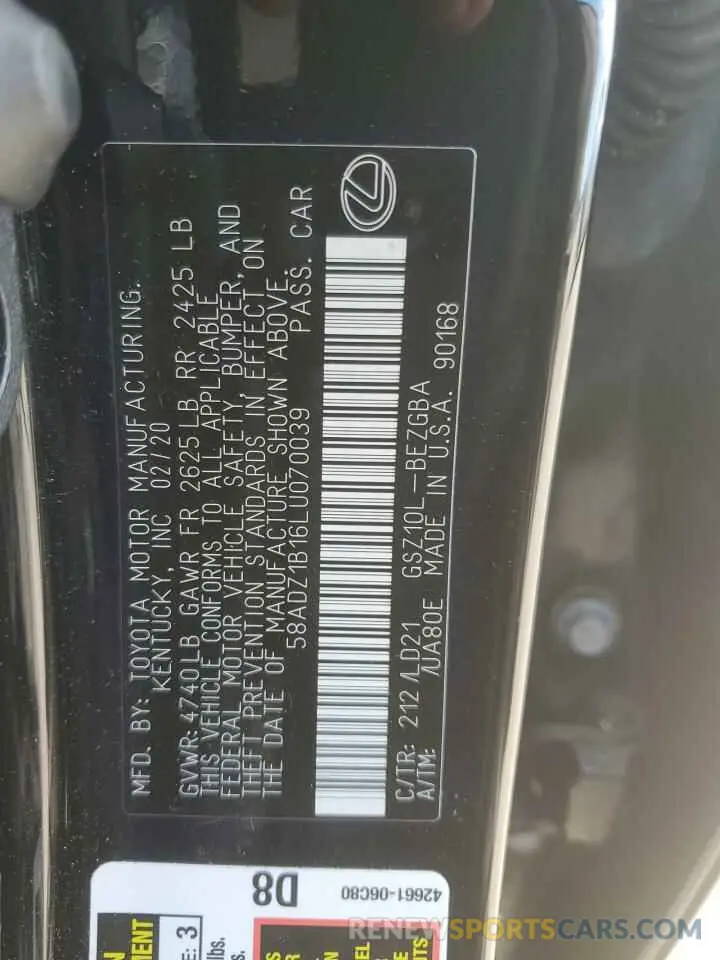 MFD. BY: TOYOTA MOTOR MANUFACTURING.
KENTUCKY, INC 02/20
GVWR: 4740LB GAWR FR 2625LB RR 2425 LB
THIS VEHICLE CONFORMS TO ALL APPLICABLE
FEDERAL MOTOR VEHICLE SAFETY, BUMPER, AND
THEFT PREVENTION STANDARDS IN EFFECT ON
THE DATE OF MANUFACTURE SHOWN ABOVE.
58ADZ1B16LU070039 PASS. CAR
C/TR: 212 /LD21 GSZ10L-BEZGBA
A/TM: /UA80E MADE IN U.S.A. 90168
D8
42661-06C80
E: 3
lbs.
RENEWSPORTSCARS.COM